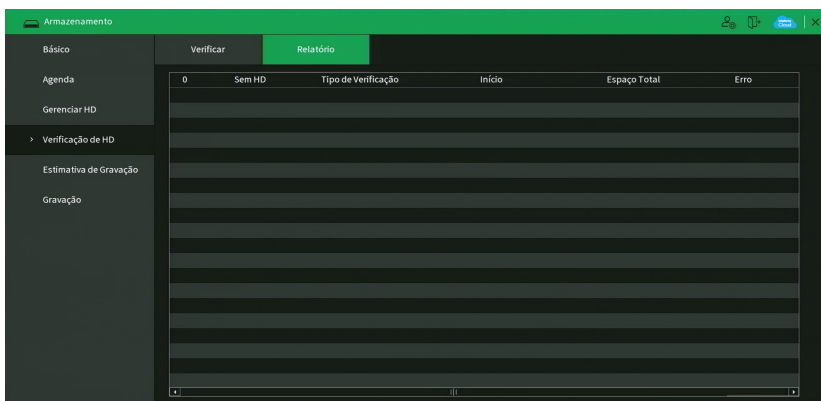 Armazenamento
Básico
Verificar
Relatório
Agenda
0 Sem HD Tipo de Verificação Início Espaço Total Erro
Gerenciar HD
> Verificação de HD
Estimativa de Gravação
Gravação